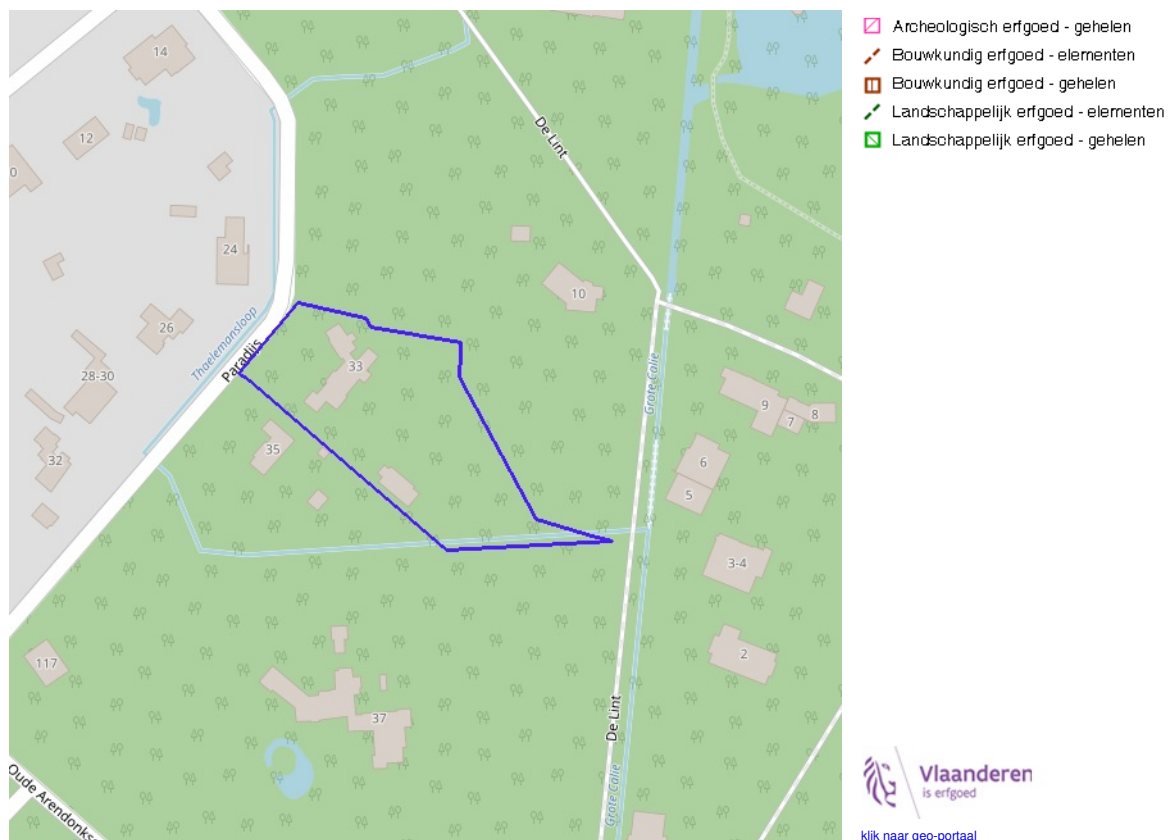 14
12
0
24
26
28-30
32
Thaelemansloop
Paradijs
33
35
De Lint
10
Grote Calie
9
8
7
6
5
3-4
2
117
37
De Lint
Grote Calie
Oude Arendonks
Archeologisch erfgoed - gehelen
Bouwkundig erfgoed - elementen
Bouwkundig erfgoed - gehelen
Landschappelijk erfgoed - elementen
Landschappelijk erfgoed - gehelen
Vlaanderen
is erfgoed
klik naar geo-portaal